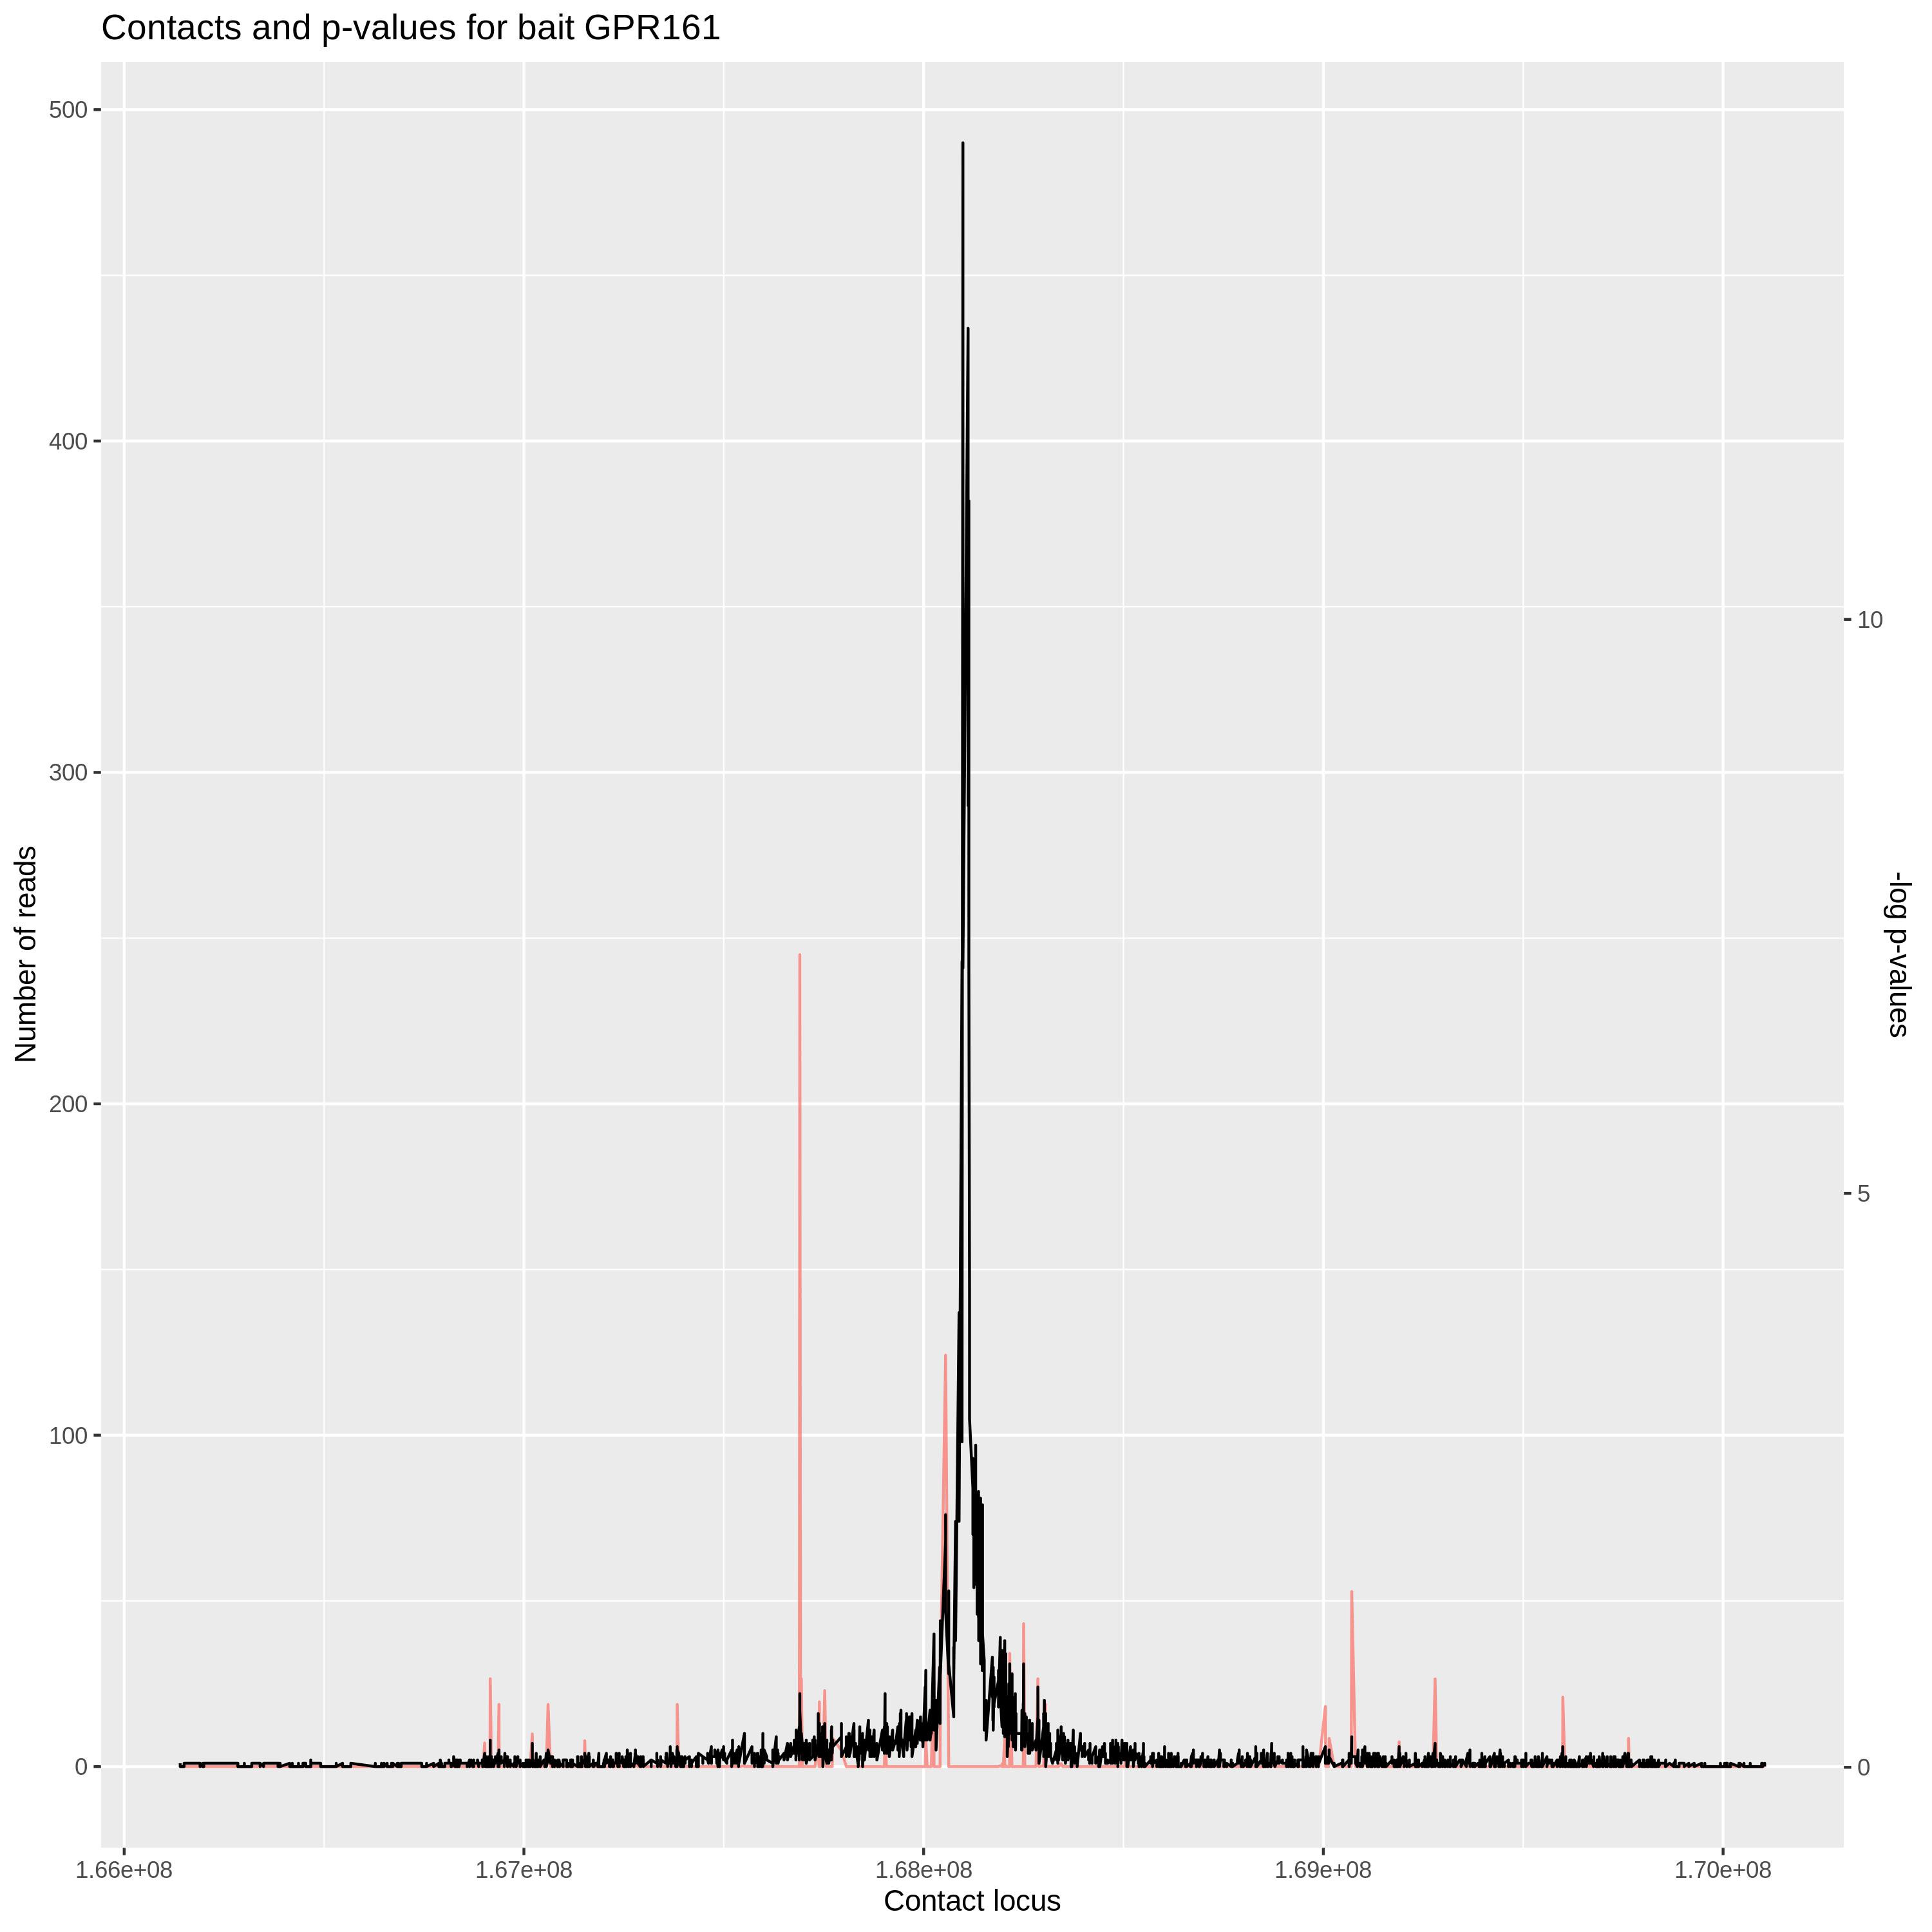 Contacts and p-values for bait GPR161
500
400
300
200
100
0
Number of reads
10
5
0
-log p-values
1.66e+08
1.67e+08
1.68e+08
1.69e+08
1.70e+08
Contact locus